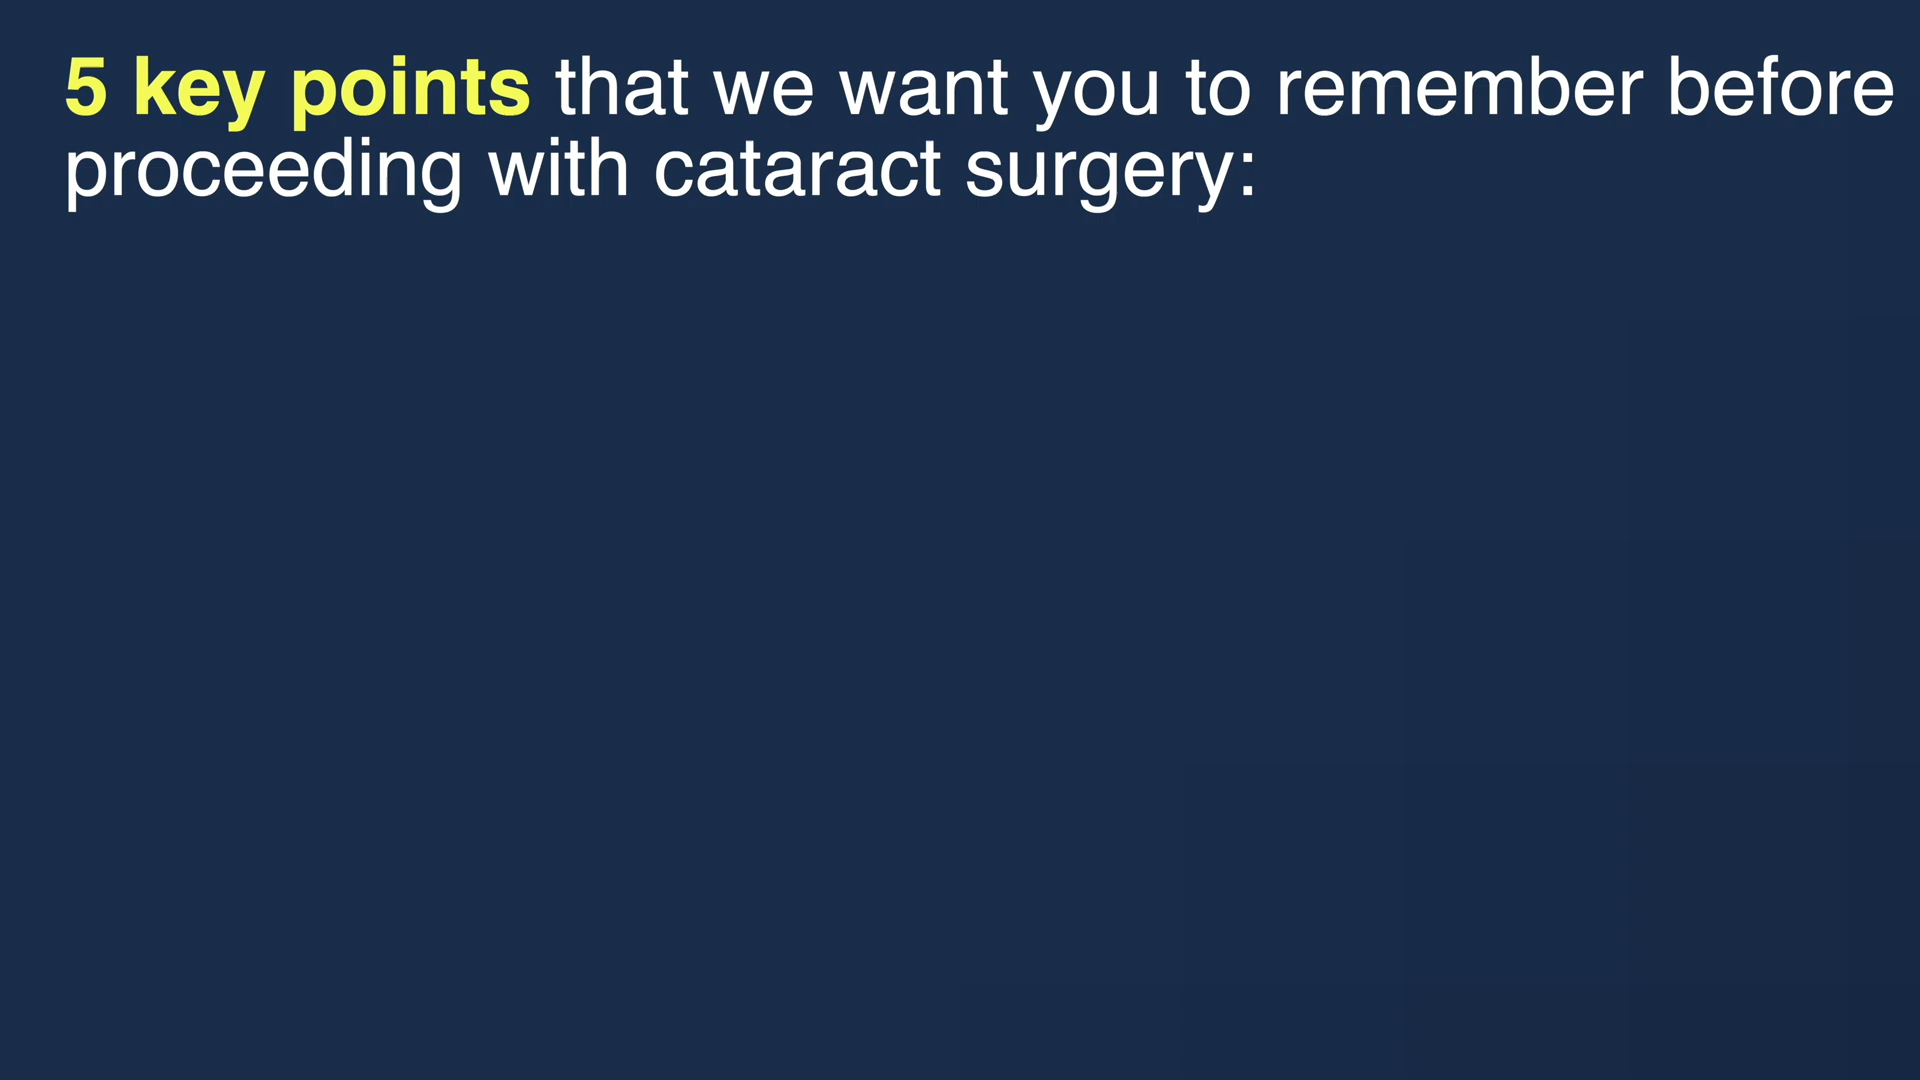 5 key points that we want you to remember before
proceeding with cataract surgery: